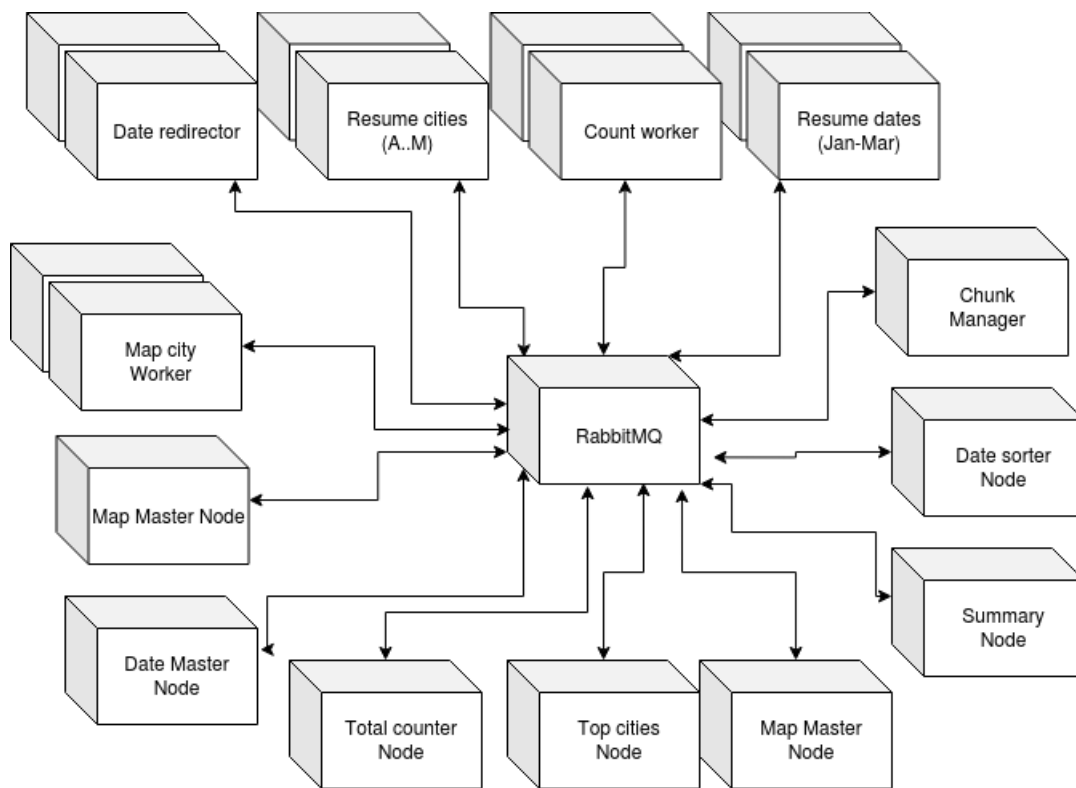 Date redirector
Resume cities
(A..M)
Count worker
Resume dates
(Jan-Mar)
Chunk
Manager
Map city
Worker
RabbitMQ
Date sorter
Node
Map Master Node
Summary
Node
Date Master
Node
Total counter
Node
Top cities
Node
Map Master
Node